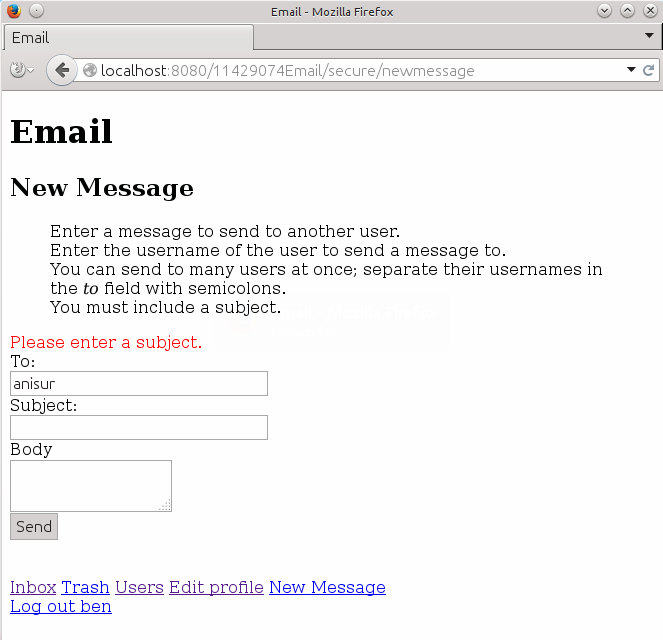 Email - Mozilla Firefox
Email
localhost:8080/11429074Email/secure/newmessage
Email
New Message
Enter a message to send to another user.
Enter the username of the user to send a message to.
You can send to many users at once; separate their usernames in
the to field with semicolons.
You must include a subject.
Please enter a subject.
To:
anisur
Subject:
Body
Send
Inbox Trash Users Edit profile New Message
Log out ben